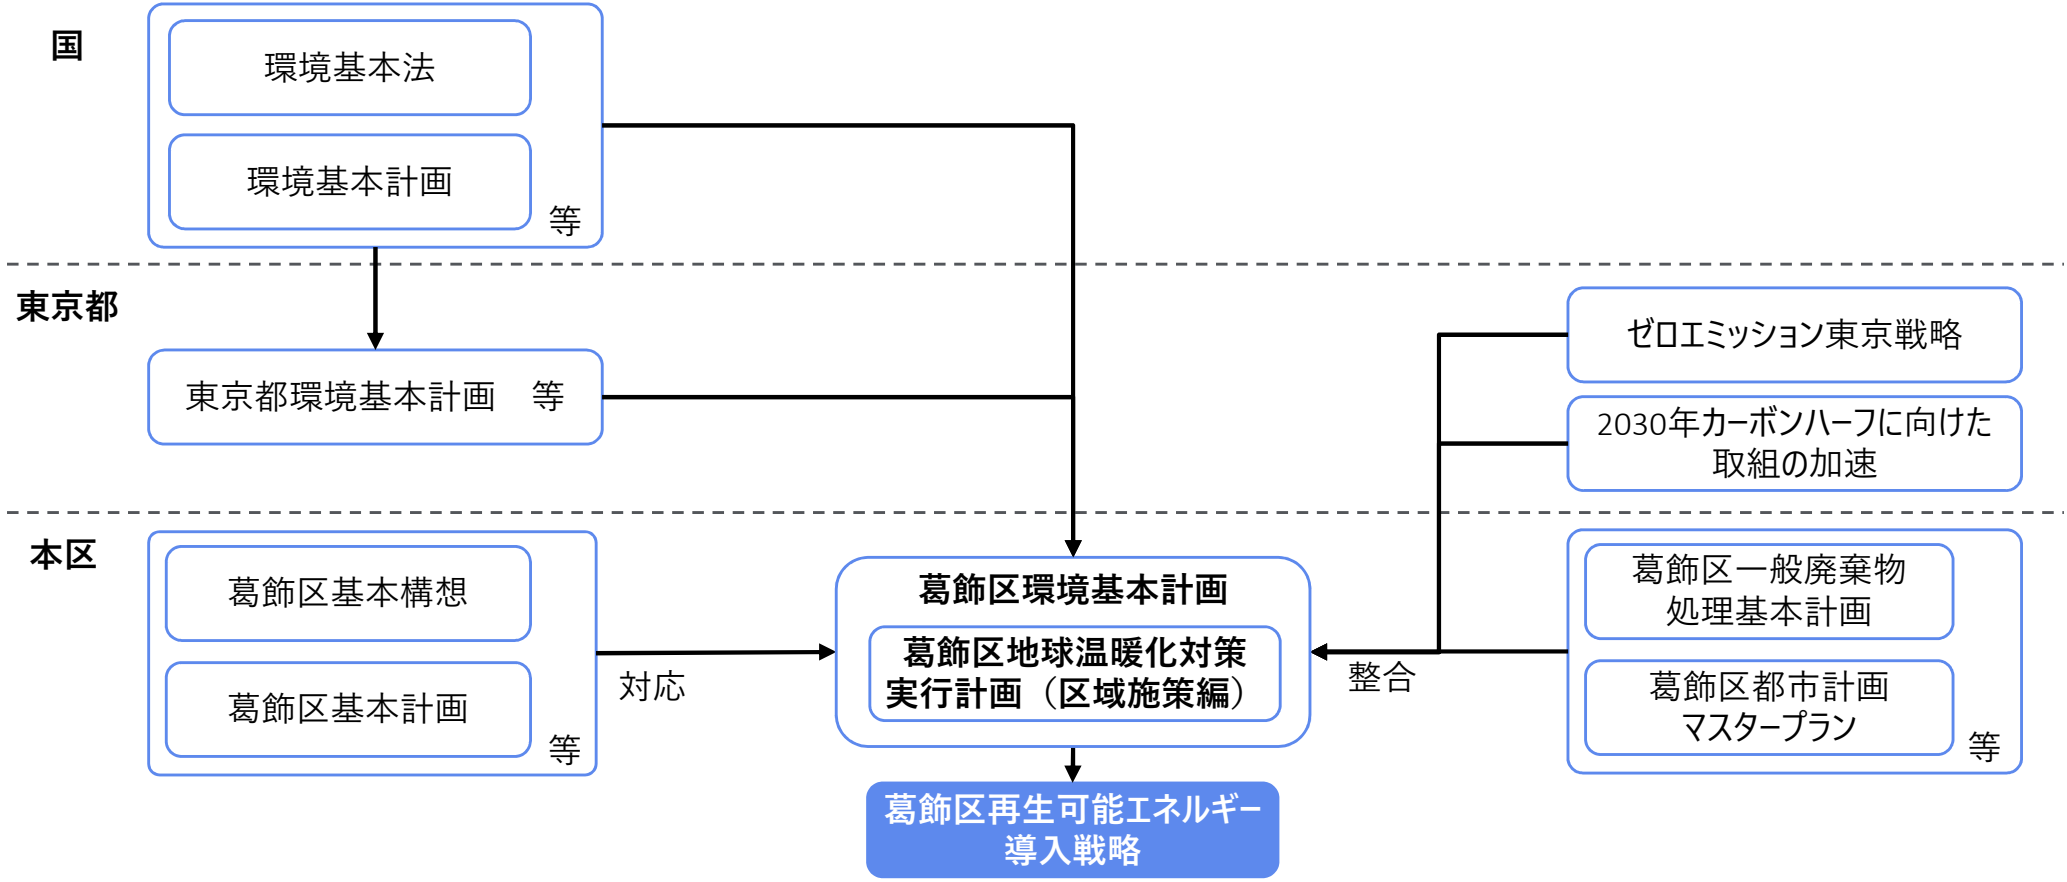 国
環境基本法
環境基本計画
等
東京都
東京都環境基本計画　等
ゼロエミッション東京戦略
2030年カーボンハーフに向けた
取組の加速
本区
葛飾区基本構想
葛飾区基本計画
等
対応
葛飾区環境基本計画
葛飾区地球温暖化対策
実行計画（区域施策編）
整合
葛飾区一般廃棄物
処理基本計画
葛飾区都市計画
マスタープラン
等
葛飾区再生可能エネルギー
導入戦略